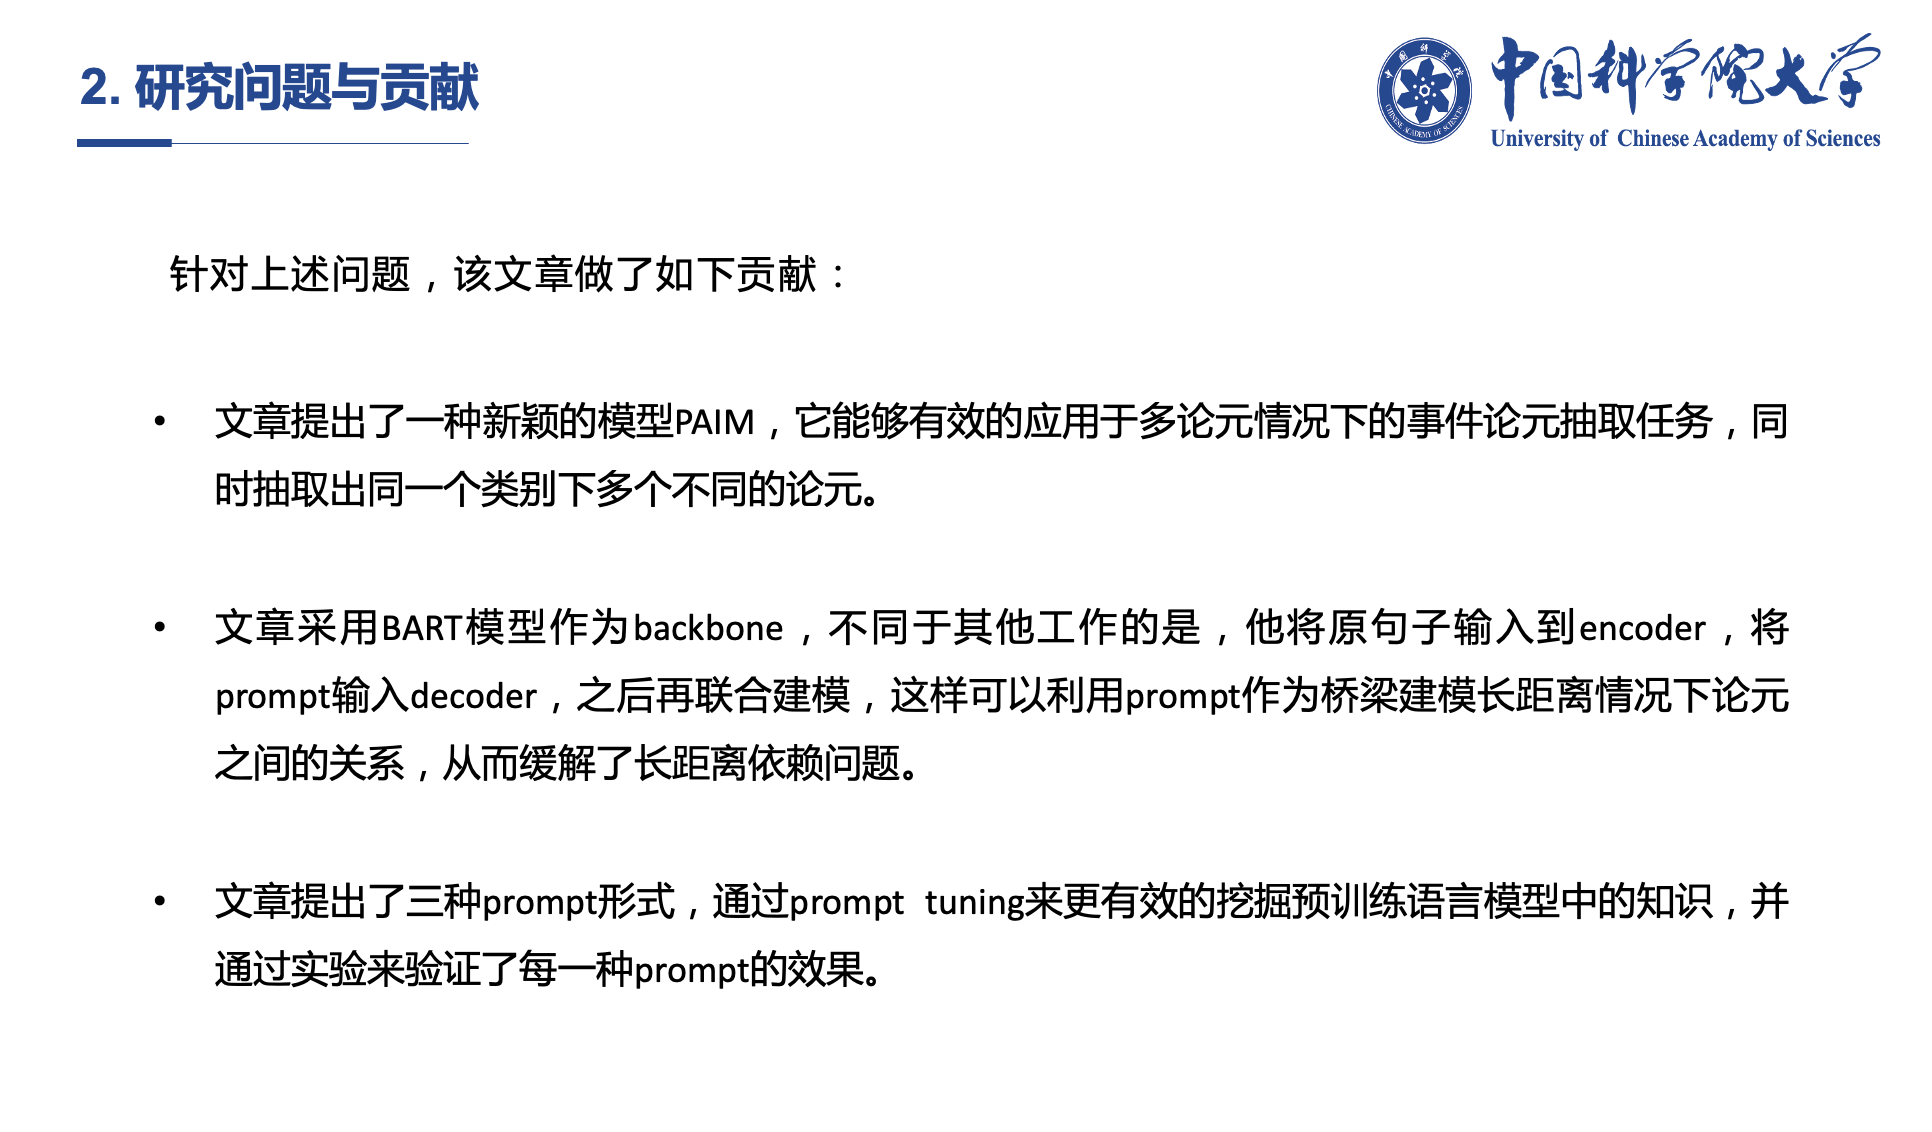 2. 研究问题与贡献
中国科学院大学
University of Chinese Academy of Sciences
中国科学院
CHINESE ACADEMY OF SCIENCES
针对上述问题，该文章做了如下贡献：
• 文章提出了一种新颖的模型PAIM，它能够有效的应用于多论元情况下的事件论元抽取任务，同
时抽取出同一个类别下多个不同的论元。
• 文章采用BART模型作为backbone，不同于其他工作的是，他将原句子输入到encoder，将
prompt输入decoder，之后再联合建模，这样可以利用prompt作为桥梁建模长距离情况下论元
之间的关系，从而缓解了长距离依赖问题。
• 文章提出了三种prompt形式，通过prompt tuning来更有效的挖掘预训练语言模型中的知识，并
通过实验来验证了每一种prompt的效果。